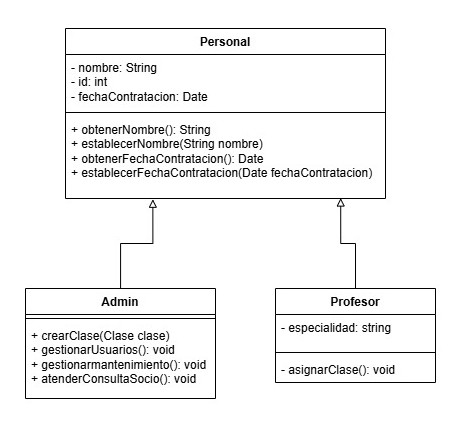 Personal
- nombre: String
- id: int
- fechaContratacion: Date
+ obtenerNombre(): String
+ establecerNombre(String nombre)
+ obtenerFechaContratacion(): Date
+ establecerFechaContratacion(Date fechaContratacion)
Admin
+ crearClase(Clase clase)
+ gestionarUsuarios(): void
+ gestionarmantenimiento(): void
+ atenderConsultaSocio(): void
Profesor
- especialidad: string
- asignarClase(): void